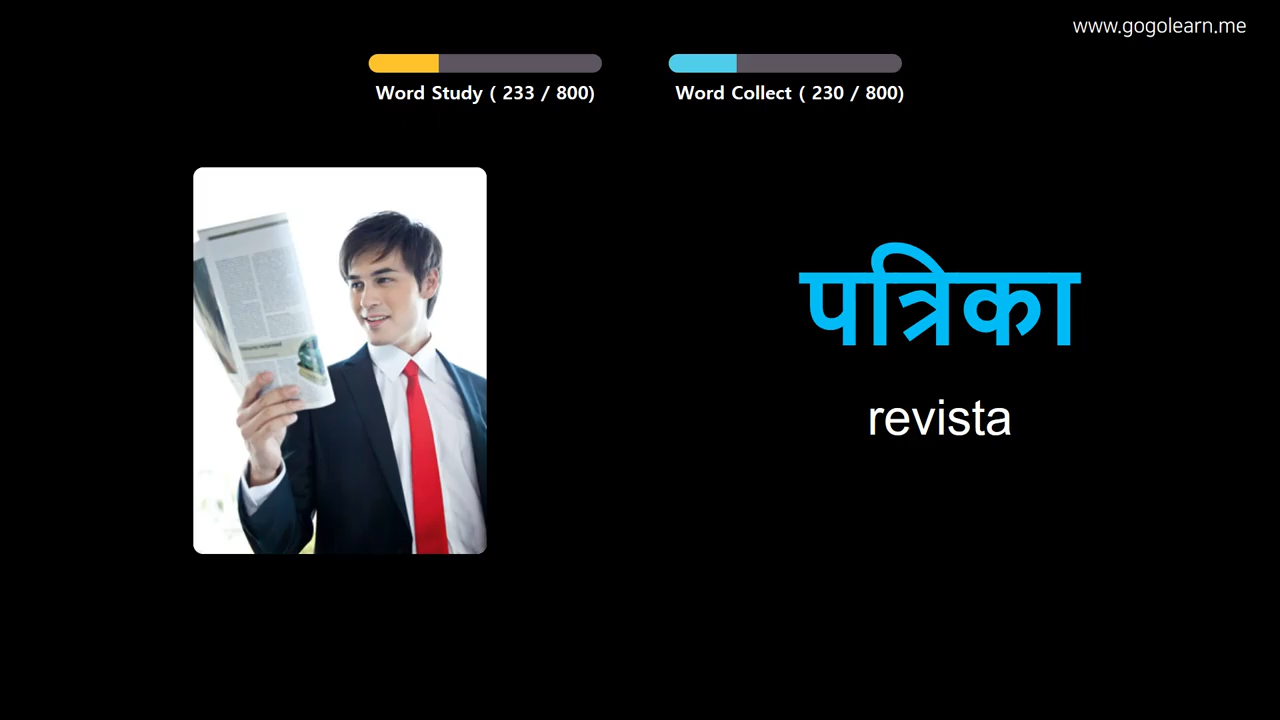 www.gogolearn.me
Word Study ( 233 / 800)
Word Collect ( 230 / 800)
पत्रिका
revista